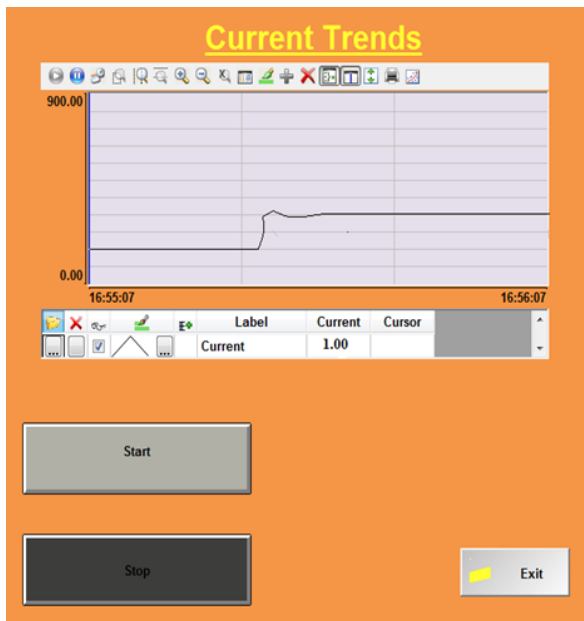 Current Trends
900.00
0.00
16:55:07 16:56:07
Label Current Cursor
Current 1.00
Start
Stop
Exit